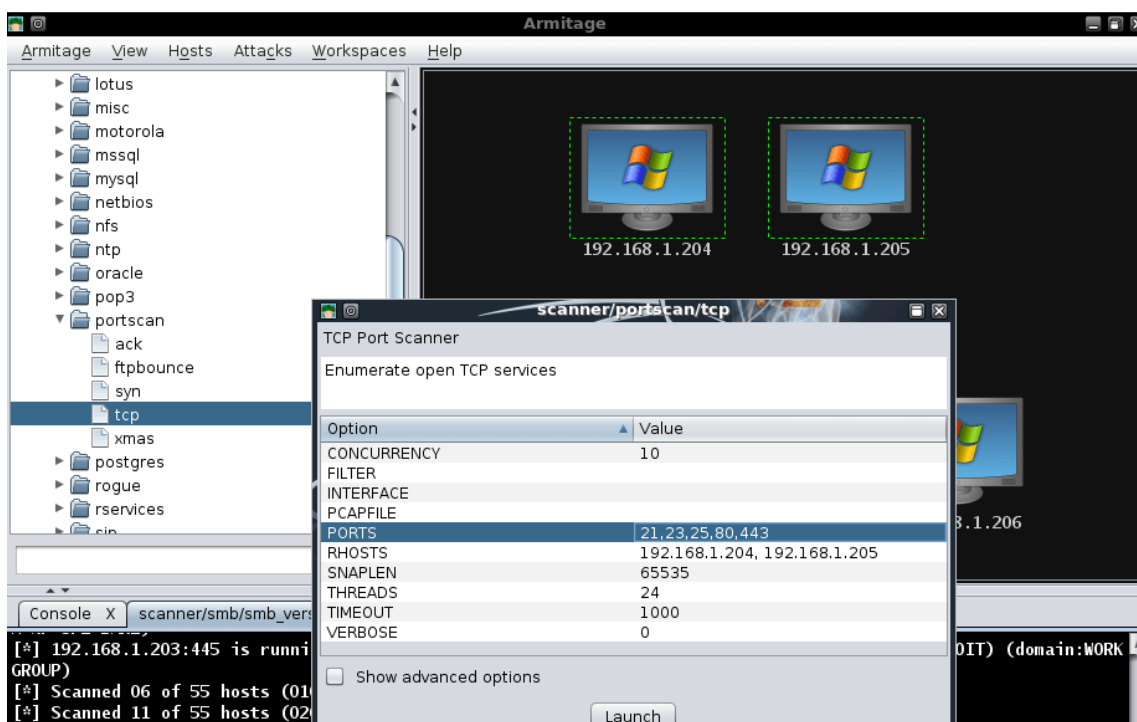 Armitage
Armitage View Hosts Attacks Workspaces Help
lotus
misc
motorola
mssql
mysql
netbios
nfs
ntp
oracle
pop3
portscan
ack
ftpbounce
syn
tcp
xmas
postgres
rogue
rservices
sip
192.168.1.204
192.168.1.205
3.1.206
scanner/portscan/tcp
TCP Port Scanner
Enumerate open TCP services
Option Value
CONCURRENCY 10
FILTER
INTERFACE
PCAPFILE
PORTS 21,23,25,80,443
RHOSTS 192.168.1.204, 192.168.1.205
SNAPLEN 65535
THREADS 24
TIMEOUT 1000
VERBOSE 0
Show advanced options
Launch
Console X scanner/smb/smb_vers
[*] 192.168.1.203:445 is runni OIT) (domain:WORK
GROUP)
[*] Scanned 06 of 55 hosts (01
[*] Scanned 11 of 55 hosts (02